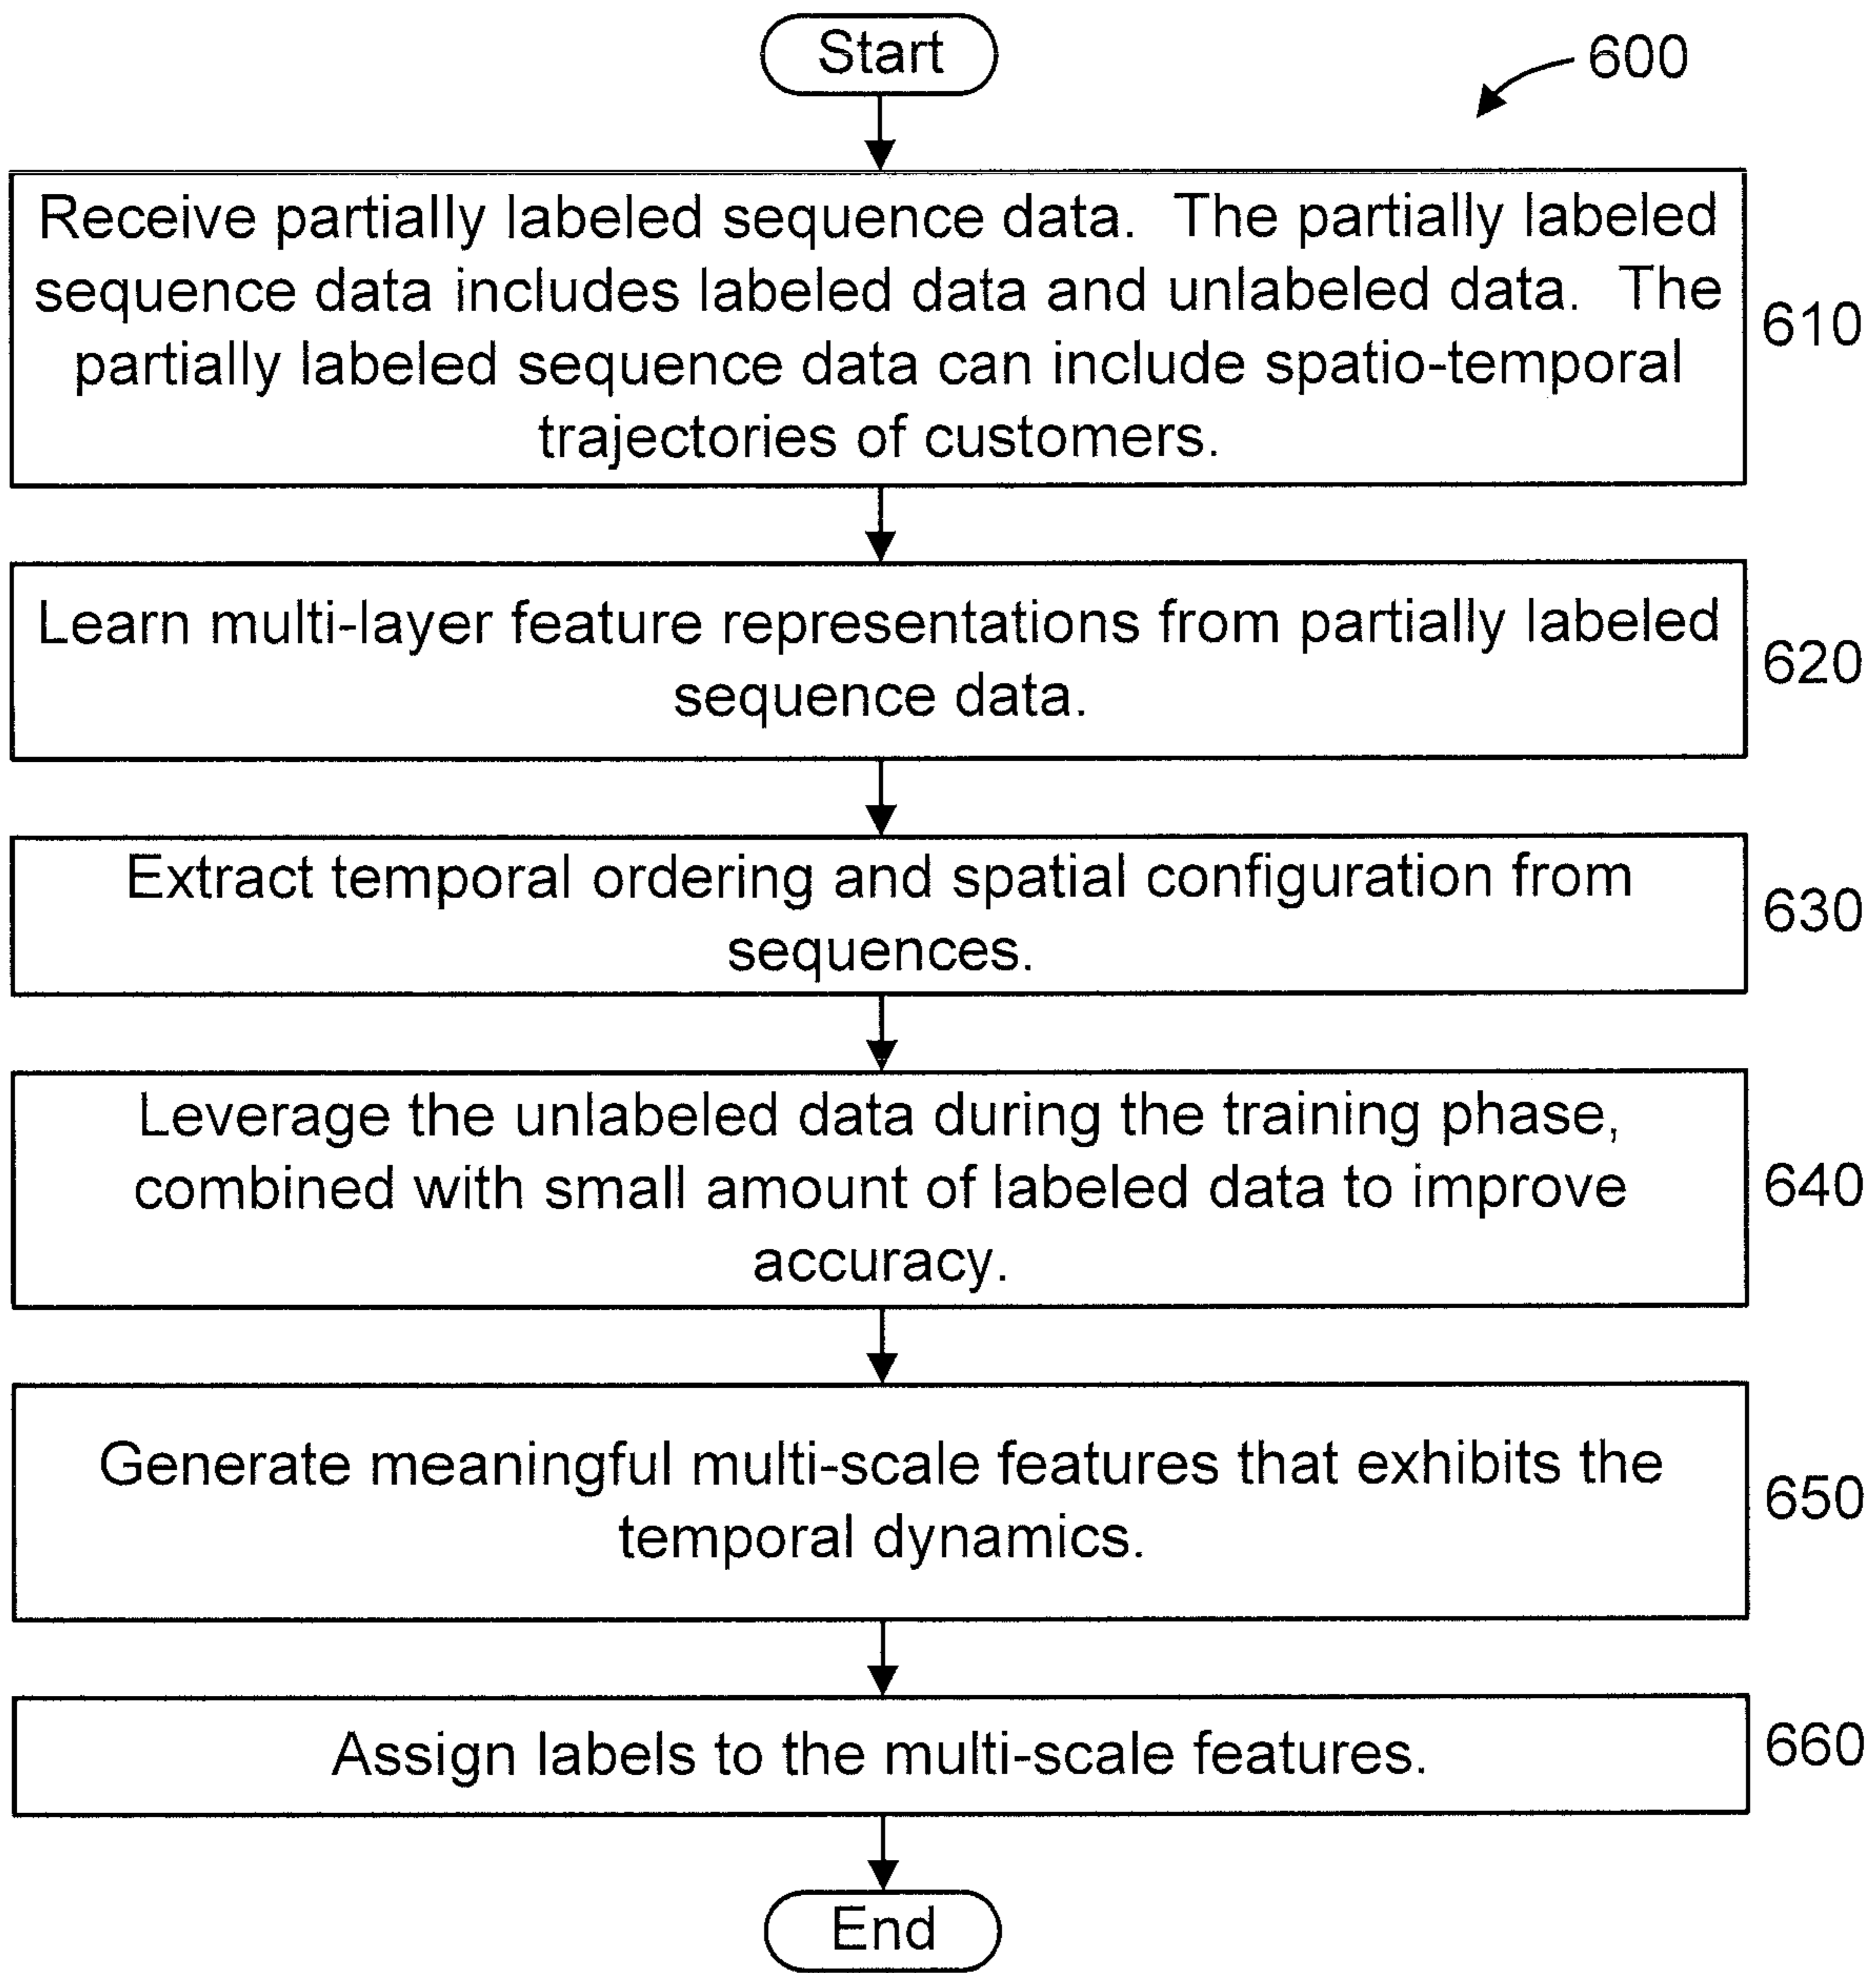 Start
600
Receive partially labeled sequence data. The partially labeled
sequence data includes labeled data and unlabeled data. The
partially labeled sequence data can include spatio-temporal
trajectories of customers.
610
Learn multi-layer feature representations from partially labeled
sequence data.
620
Extract temporal ordering and spatial configuration from
sequences.
630
Leverage the unlabeled data during the training phase,
combined with small amount of labeled data to improve
accuracy.
640
Generate meaningful multi-scale features that exhibits the
temporal dynamics.
650
Assign labels to the multi-scale features.
660
End